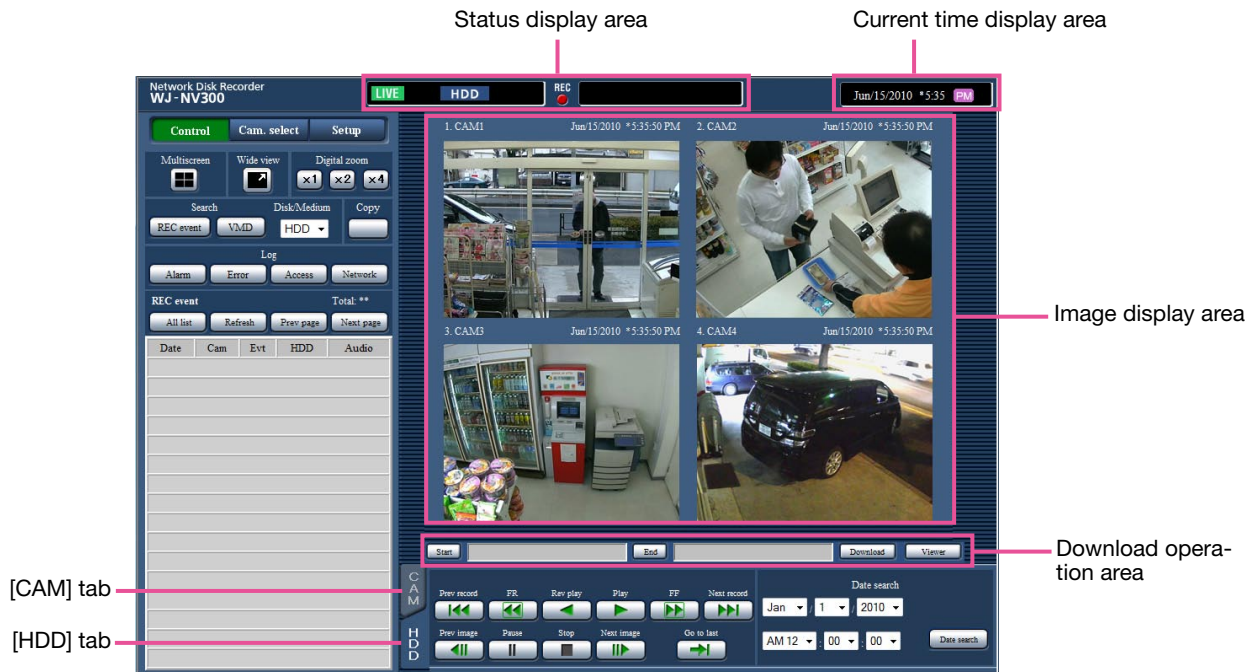 Status display area
Current time display area
Network Disk Recorder
WJ-NV300
LIVE HDD REC
Jun/15/2010 *5:35 PM
Control Cam. select Setup
1. CAM1 Jun/15/2010 *5:35:50 PM 2. CAM2 Jun/15/2010 *5:35:50 PM
Multiscreen Wide view Digital zoom
x1 x2 x4
Search Disk/Medium Copy
REC event VMD HDD
Log
Alarm Error Access Network
REC event Total: **
All list Refresh Prev page Next page
Date Cam Evt HDD Audio
Image display area
3. CAM3 Jun/15/2010 *5:35:50 PM 4. CAM4 Jun/15/2010 *5:35:50 PM
Start End Download Viewer
Download opera-
tion area
[CAM] tab
[HDD] tab
CAM
HDD
Prev record FR Rev play Play FF Next record
Prev image Pause Stop Next image Go to last
Date search
Jan / 1 / 2010
AM 12 : 00 : 00 Date search